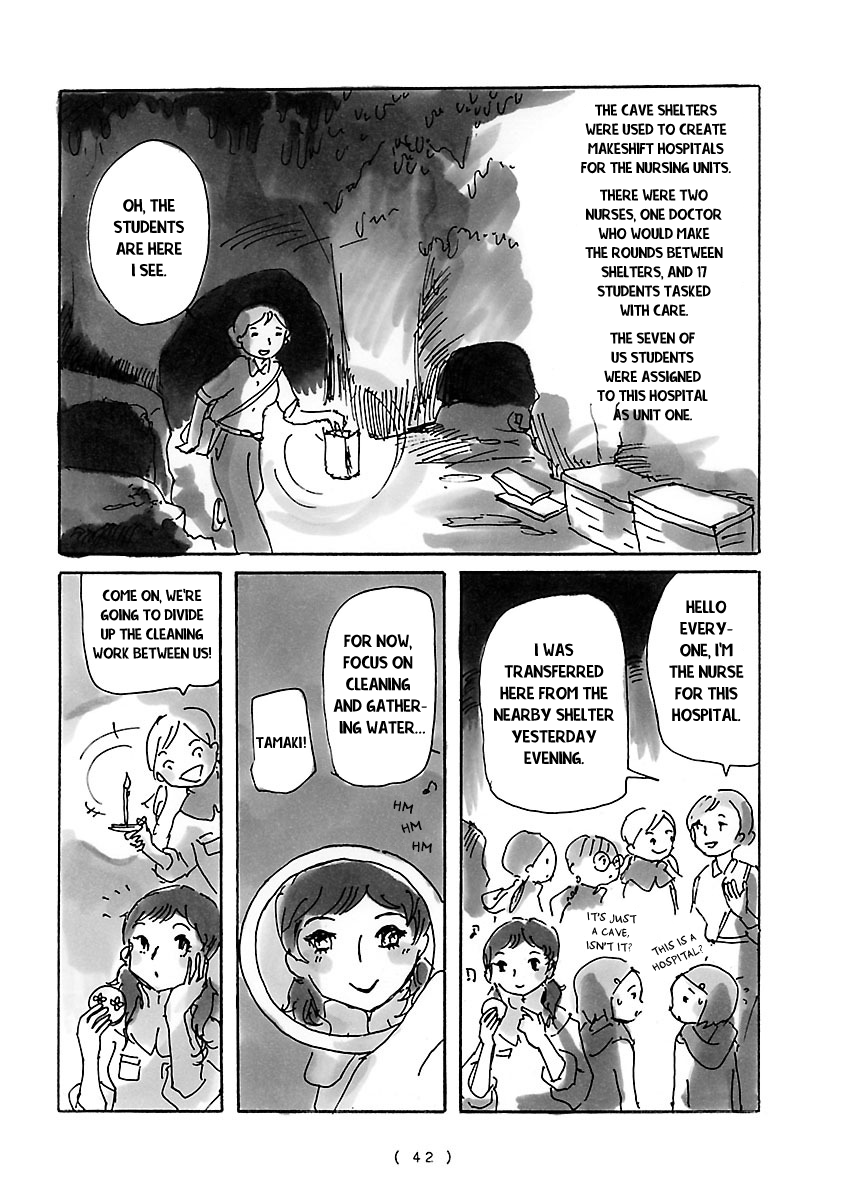 THE CAVE SHELTERS
WERE USED TO CREATE
MAKESHIFT HOSPITALS
FOR THE NURSING UNITS.
THERE WERE TWO
NURSES, ONE DOCTOR
WHO WOULD MAKE
THE ROUNDS BETWEEN
SHELTERS, AND 17
STUDENTS TASKED
WITH CARE.
THE SEVEN OF
US STUDENTS
WERE ASSIGNED
TO THIS HOSPITAL
AS UNIT ONE.
OH, THE
STUDENTS
ARE HERE
I SEE.
HELLO
EVERY-
ONE, I'M
THE NURSE
FOR THIS
HOSPITAL.
I WAS
TRANSFERRED
HERE FROM THE
NEARBY SHELTER
YESTERDAY
EVENING.
THIS IS A
HOSPITAL?
IT'S JUST
A CAVE,
ISN'T IT?
FOR NOW,
FOCUS ON
CLEANING
AND GATHER-
ING WATER...
TAMAKI!
HM
HM
HM
COME ON, WE'RE
GOING TO DIVIDE
UP THE CLEANING
WORK BETWEEN US!
( 42 )